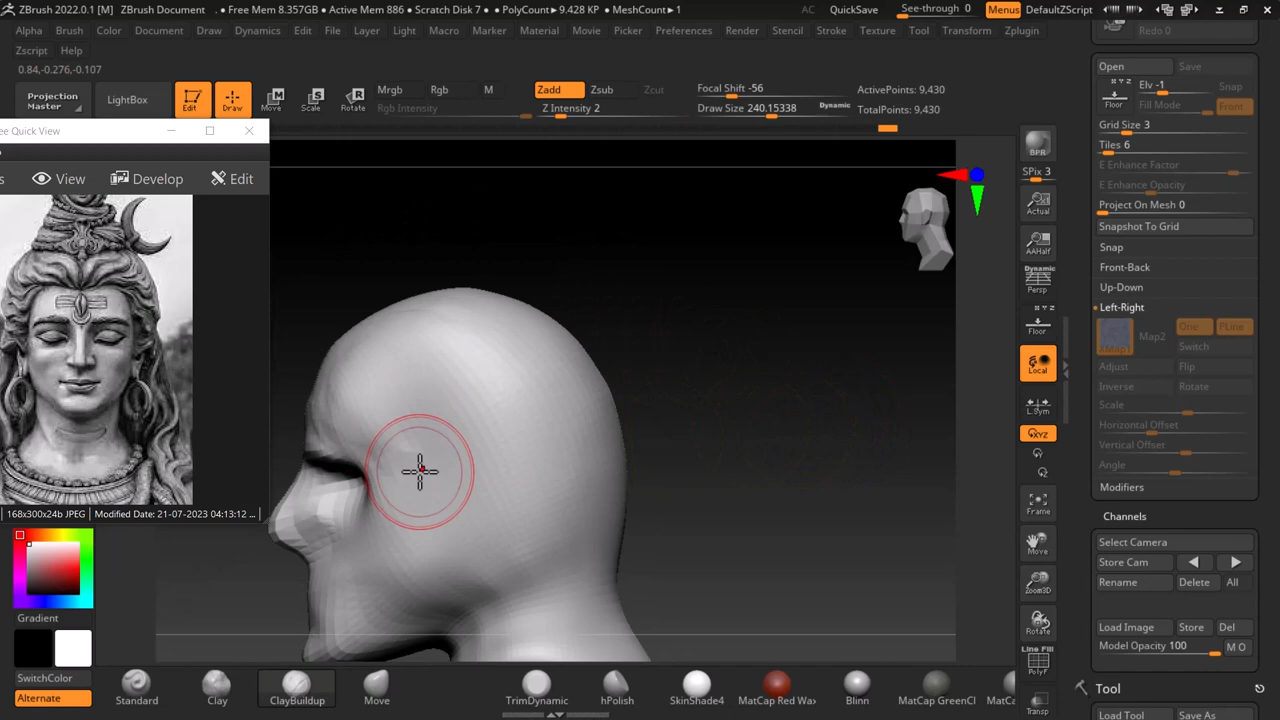 ZBrush 2022.0.1 [M] ZBrush Document • Free Mem 8.357GB • Active Mem 886 • Scratch Disk 7 • PolyCount▸9.428 KP • MeshCount▸1 AC QuickSave See-through 0 Menus DefaultZScript
Alpha Brush Color Document Draw Dynamics Edit File Layer Light Macro Marker Material Movie Picker Preferences Render Stencil Stroke Texture Tool Transform Zplugin
Zscript Help
0.84,-0.276,-0.107
Projection Master
LightBox
Edit
Draw
Move
Scale
Rotate
Mrgb Rgb M
Rgb Intensity
Zadd Zsub Zcut
Z Intensity 2
Focal Shift -56
Draw Size 240.15338 Dynamic
ActivePoints: 9,430
TotalPoints: 9,430
ee Quick View
s View Develop Edit
168x300x24b JPEG Modified Date: 21-07-2023 04:13:12 ...
Gradient
SwitchColor
Alternate
BPR
SPix 3
Actual
AAHalf
Dynamic
Persp
X Y Z
Floor
Local
L.Sym
XYZ
Frame
Move
Zoom3D
Rotate
Line Fill
PolyF
Transp
Redo 0
Open Save
X Y Z
Floor
Elv -1 Snap
Fill Mode Front
Grid Size 3
Tiles 6
E Enhance Factor
E Enhance Opacity
Project On Mesh 0
Snapshot To Grid
Snap
Front-Back
Up-Down
Left-Right
Map2 One PLine
Switch
Adjust Flip
Inverse Rotate
Scale
Horizontal Offset
Vertical Offset
Angle
Modifiers
Channels
Select Camera
Store Cam
Rename Delete All
Load Image Store Del
Model Opacity 100 M O
Tool
Load Tool Save As
Standard Clay ClayBuildup Move TrimDynamic hPolish SkinShade4 MatCap Red Wax Blinn MatCap GreenCl MatCa